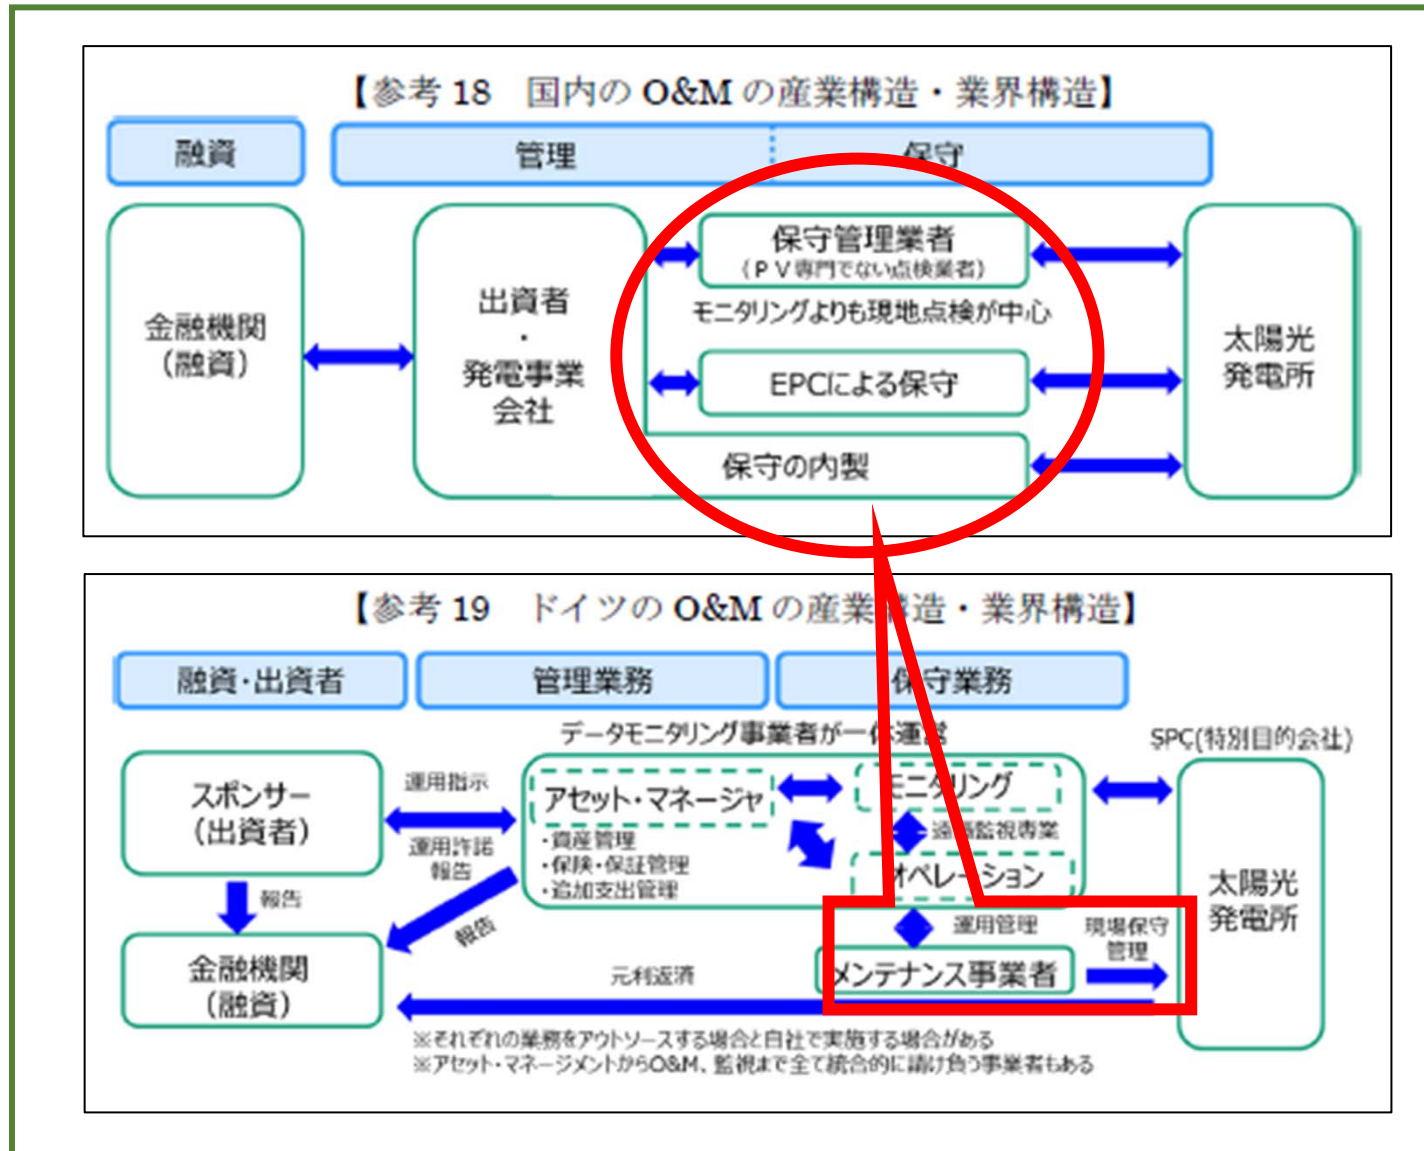 【参考 18　国内の O&M の産業構造・業界構造】
融資
管理
保守
金融機関
（融資）
出資者
・
発電事業
会社
保守管理業者
（ＰＶ専門でない点検業者）
モニタリングよりも現地点検が中心
EPCによる保守
保守の内製
太陽光
発電所
【参考 19　ドイツの O&M の産業構造・業界構造】
融資・出資者
管理業務
保守業務
データモニタリング事業者が一体運営
SPC(特別目的会社)
スポンサー
（出資者）
運用指示
運用許諾
報告
アセット・マネージャ
・資産管理
・保険・保証管理
・追加支出管理
モニタリング
遠隔監視専業
オペレーション
報告
報告
運用管理
現場保守
管理
太陽光
発電所
金融機関
（融資）
元利返済
メンテナンス事業者
※それぞれの業務をアウトソースする場合と自社で実施する場合がある
※アセット・マネージメントからO&M、監視まで全て統合的に請け負う事業者もある